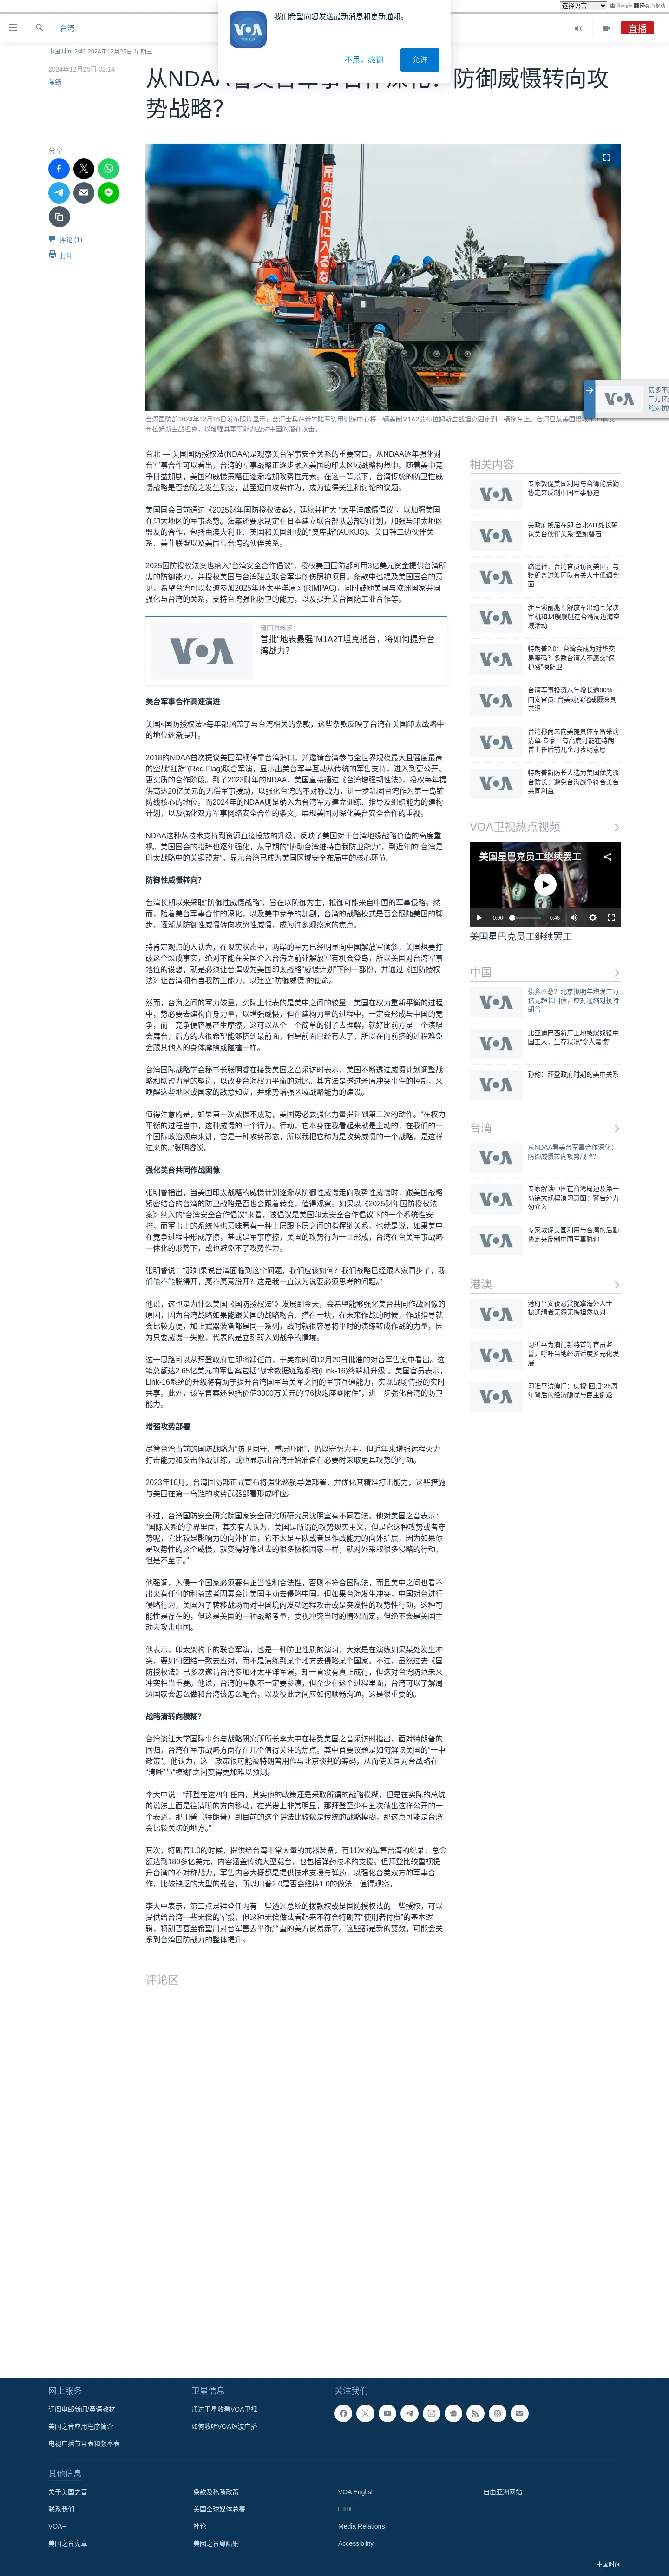 选择语言
由 Google 翻译强力驱动
我们希望向您发送最新消息和更新通知。
不用，感谢
允许
台湾
直播
中国时间 2:42 2024年12月25日 星期三
2024年12月25日 02:14
陈筠
防御威慑转向攻
势战略？
分享
评论 (1)
打印
台湾国防部2024年12月16日发布照片显示，台湾士兵在新竹陆军装甲训练中心将一辆美制M1A2艾布拉姆斯主战坦克固定到一辆拖车上。台湾已从美国接收了38辆艾
布拉姆斯主战坦克，以增强其军事能力应对中国的潜在攻击。
台北 — 美国国防授权法(NDAA)是观察美台军事安全关系的重要窗口。从NDAA逐年强化对
台军事合作可以看出，台湾的军事战略正逐步融入美国的印太区域战略构想中。随着美中竞
争日益加剧，美国的威慑策略正逐渐增加攻势性元素。在这一背景下，台湾传统的防卫性威
慑战略是否会随之发生质变，甚至迈向攻势作为，成为值得关注和讨论的议题。
美国国会日前通过《2025财年国防授权法案》，延续并扩大 “太平洋威慑倡议”，以加强美国
在印太地区的军事态势。法案还要求制定在日本建立联合部队总部的计划，加强与印太地区
盟友的合作，包括由澳大利亚、英国和美国组成的“奥库斯”(AUKUS)、美日韩三边伙伴关
系、美菲联盟以及美国与台湾的伙伴关系。
2025国防授权法案也纳入“台湾安全合作倡议”，授权美国国防部可用3亿美元资金提供台湾所
需的防御能力，并授权美国与台湾建立联合军事创伤照护项目。条款中也提及美国国会的意
见，希望台湾可以获邀参加2025年环太平洋演习(RIMPAC)，同时鼓励美国与欧洲国家共同
强化与台湾的关系，支持台湾强化防卫的能力，以及提升美台国防工业合作等。
请同时参阅：
首批“地表最强”M1A2T坦克抵台，将如何提升台
湾战力?
美台军事合作高速演进
美国<国防授权法>每年都涵盖了与台湾相关的条款，这些条款反映了台湾在美国印太战略中
的地位逐渐提升。
2018的NDAA首次提议美国军舰停靠台湾港口，并邀请台湾参与全世界规模最大且强度最高
的空战“红旗”(Red Flag)联合军演，显示出美台军事互动从传统的军售支持，进入到更公开、
更实质的合作阶段。到了2023财年的NDAA，美国直接通过《台湾增强韧性法》，授权每年提
供高达20亿美元的无偿军事援助，以强化台湾的不对称战力，进一步巩固台湾作为第一岛链
防线核心的地位。而2024年的NDAA则是纳入为台湾军方建立训练、指导及组织能力的建构
计划，以及强化双方军事网络安全合作的条文，展现美国对深化美台安全合作的重视。
NDAA这种从技术支持到资源直接投放的升级，反映了美国对于台湾地缘战略价值的高度重
视。美国国会的措辞也逐年强化，从早期的“协助台湾维持自我防卫能力”，到近年的“台湾是
印太战略中的关键盟友”，显示台湾已成为美国区域安全布局中的核心环节。
防御性威慑转向？
台湾长期以来采取“防御性威慑战略”，旨在以防御为主，抵御可能来自中国的军事侵略。然
而，随着美台军事合作的深化，以及美中竞争的加剧，台湾的战略模式是否会跟随美国的脚
步，逐渐从防御性威慑转向攻势性威慑，成为许多观察家的焦点。
持肯定观点的人认为，在现实状态中，两岸的军力已经明显向中国解放军倾斜，美国想要打
破这个既成事实，绝对不能在美国介入台海之前让解放军有机会登岛，所以美国对台湾军事
地位的设想，就是必须让台湾成为美国印太战略“威慑计划”下的一部份，并通过《国防授权
法》让台湾拥有自我防卫能力，以建立“防御威慑”的使命。
然而，台海之间的军力较量，实际上代表的是美中之间的较量，美国在权力重新平衡过程之
中，势必要去建构自身力量，以增强威慑，但在建构力量的过程中，一定会形成与中国的竞
争，而一竞争便容易产生摩擦。这可以从一个简单的例子去理解，就好比前方是一个演唱
会舞台，后方的人很希望能够挤到最前面，但是前面已经有人了，所以在向前挤的过程难免
会跟其他人的身体摩擦或碰撞一样。
台湾国际战略学会秘书长张明睿在接受美国之音采访时表示，美国不断透过威慑计划调整战
略和联盟力量的塑造，以改变台海权力平衡的对比。其方法是透过矛盾冲突事件的控制，来
唤醒这些地区或国家的敌意知觉，并乘势增强区域战略能力的建设。
值得注意的是，如果第一次威慑不成功，美国势必要强化力量提升到第二次的动作。“在权力
平衡的过程当中，这种威慑的一个行为、行动，它本身在我看起来就是主动的，在我们的一个
国际政治观点来讲，它是一种攻势形态，所以我把它称为是攻势威慑的一个战略，是这样
过来的。”张明睿说。
强化美台共同作战图像
张明睿指出，当美国印太战略的威慑计划逐渐从防御性威慑走向攻势性威慑时，跟美国战略
紧密结合的台湾的防卫战略是否也会跟着转变，值得观察。如果以《2025财年国防授权法
案》纳入的“台湾安全合作倡议”来看，该倡议是美国印太安全合作倡议下的一个系统性安
排，而军事上的系统性也意味著有一种上层跟下层之间的指挥链关系。也就是说，如果美中
在竞争过程中形成摩擦，甚或是军事摩擦，美国的攻势行为一旦形成，台湾在台美军事战略
一体化的形势下，或也避免不了攻势作为。
张明睿说：“那如果说台湾面临到这个问题，我们应该如何？我们战略已经跟人家同步了，我
们能不能脱得开，愿不愿意脱开？这是我一直认为说要必须思考的问题。”
他说，这也是为什么美国《国防授权法”》发展到今天，会希望能够强化美台共同作战图像的
原因，因为台湾战略如果能跟美国的战略吻合、搭在一块，在未来作战的时候，作战指导就
会比较方便，加上武器装备都是同一系列，战时就很容易将平时的演练转成作战的力量，因
为只要威慑一失败，代表的是立刻转入到战争的情境。
这一思路可以从拜登政府在即将卸任前，于美东时间12月20日批准的对台军售案中看出。这
笔总额达2.65亿美元的军售案包括“战术数据链路系统(Link-16)终端机升级”。美国官员表示，
Link-16系统的升级将有助于提升台湾国军与美军之间的军事互通能力，实现战场情报的实时
共享。此外，该军售案还包括价值3000万美元的“76快炮座零附件”，进一步强化台湾的防卫
能力。
增强攻势部署
尽管台湾当前的国防战略为“防卫固守、重层吓阻”，仍以守势为主，但近年来增强远程火力
打击能力和反击作战训练，或也显示出台湾开始准备在必要时采取更具攻势的行动。
2023年10月，台湾国防部正式宣布将强化巡航导弹部署，并优化其精准打击能力，这些措施
与美国在第一岛链的攻势武器部署形成呼应。
不过，台湾国防安全研究院国家安全研究所研究员沈明室有不同看法。他对美国之音表示：
“国际关系的学界里面，其实有人认为、美国是所谓的攻势现实主义，但是它这种攻势或者守
势呢，它比较是影响力的向外扩展，它不太是军队或者是作战能力的向外扩展，因为如果你
是攻势性的这个威慑，就变得好像过去的很多极权国家一样，就对外采取很多侵略的行动，
但是不至于。”
他强调，入侵一个国家必须要有正当性和合法性，否则不符合国际法，而且美中之间也看不
出来有任何的利益或者因素会让美国主动去侵略中国。但如果台海发生冲突，中国对台进行
侵略行为，美国为了转移战场而对中国境内发动远程攻击或是突发性的攻势性行动，这种可
能性是存在的，但这是美国的一种战略考量，要视冲突当时的情况而定，但绝不会是美国主
动去攻击中国。
他表示，印太架构下的联合军演，也是一种防卫性质的演习，大家是在演练如果某处发生冲
突，要如何团结一致去应对，而不是演练到某个地方去侵略某个国家。不过，虽然过去《国
防授权法》已多次邀请台湾参加环太平洋军演，却一直没有真正成行，但这对台湾防范未来
冲突相当重要。他说，台湾的军舰不一定要参演，但至少在这个过程里面，台湾可以了解周
边国家会怎么做和台湾该怎么配合，以及彼此之间应如何顺畅沟通，这是很重要的。
战略清转向模糊?
台湾淡江大学国际事务与战略研究所所长李大中在接受美国之音采访时指出，面对特朗普的
回归，台湾在军事战略方面存在几个值得关注的焦点。其中首要议题是如何解读美国的“一中
政策”。他认为，这一政策很可能被特朗普用作与北京谈判的筹码，从而使美国对台战略在
“清晰”与“模糊”之间变得更加难以预测。
李大中说：“拜登在这四年任内，其实他的政策还是采取所谓的战略模糊，但是在实际的总统
的说法上面是往清晰的方向移动，在光谱上非常明显，那拜登至少有五次做出这样公开的一
个表述，那川普（特朗普）到目前的这个讲法比较像是传统的战略模糊，那这点可能是台湾
会比较关切的地方。”
其次，特朗普1.0的时候，提供给台湾非常大量的武器装备，有11次的军售台湾的纪录，总金
额达到180多亿美元，内容涵盖传统大型载台，也包括弹药技术的支援。但拜登比较重视提
升台湾的不对称战力，军售内容大概都是提供技术支援与弹药，以强化台美双方的军事合
作，比较缺乏的大型的载台，所以川普2.0是否会维持1.0的做法，值得观察。
李大中表示，第三点是拜登任内有一些透过总统的拨款权或是国防授权法的一些授权，可以
提供给台湾一些无偿的军援，但这种无偿做法看起来不符合特朗普“使用者付费”的基本逻
辑，特朗普甚至希望用对台军售去平衡严重的美方贸易赤字。这些都是新的变数，可能会关
系到台湾国防战力的整体提升。
评论区
相关内容
专家敦促美国利用与台湾的后勤
协定来反制中国军事胁迫
美政府换届在即 台北AIT处长确
认美台伙伴关系“坚如磐石”
路透社：台湾官员访问美国，与
特朗普过渡团队有关人士低调会
面
新军演前兆？解放军出动七架次
军机和14艘舰艇在台湾周边海空
域活动
特朗普2.0：台湾会成为对华交
易筹码？多数台湾人不愿交“保
护费”换防卫
台湾军事投资八年增长逾80%
国安官员: 台美对强化威慑深具
共识
台湾称尚未向美提具体军备采购
清单 专家：有高度可能在特朗
普上任后前几个月表明意愿
特朗普新防长人选为美国优先派
台防长：避免台海战争符合美台
共同利益
VOA卫视热点视频
美国星巴克员工继续罢工
0:00
0:46
美国星巴克员工继续罢工
中国
债多不愁？北京拟明年增发三万
亿元超长国债，应对通缩对抗特
朗普
比亚迪巴西新厂工地被爆奴役中
国工人，生存状况“令人震惊”
孙韵：拜登政府时期的美中关系
台湾
从NDAA看美台军事合作深化：
防御威慑转向攻势战略？
专家解读中国在台湾周边及第一
岛链大规模演习意图：警告外力
勿介入
专家敦促美国利用与台湾的后勤
协定来反制中国军事胁迫
港澳
港府平安夜悬赏捉拿海外人士
被通缉者无怨无悔坦然以对
习近平为澳门新特首等官员监
誓，呼吁当地经济适度多元化发
展
习近平访澳门：庆祝“回归”25周
年背后的经济隐忧与民主倒退
网上服务
订阅电邮新闻/英语教材
美国之音应用程序简介
电视广播节目表和频率表
卫星信息
通过卫星收看VOA卫视
如何收听VOA短波广播
关注我们
其他信息
关于美国之音
联系我们
VOA+
美国之音宪章
条款及私隐政策
美国全球媒体总署
社论
美國之音粵語網
VOA English
Media Relations
Accessibility
自由亚洲网站
中国时间